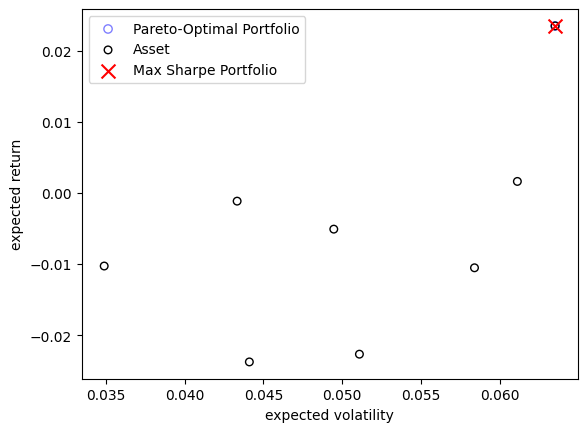 Pareto-Optimal Portfolio
Asset
Max Sharpe Portfolio
expected return
0.02
0.01
0.00
−0.01
−0.02
0.035 0.040 0.045 0.050 0.055 0.060
expected volatility